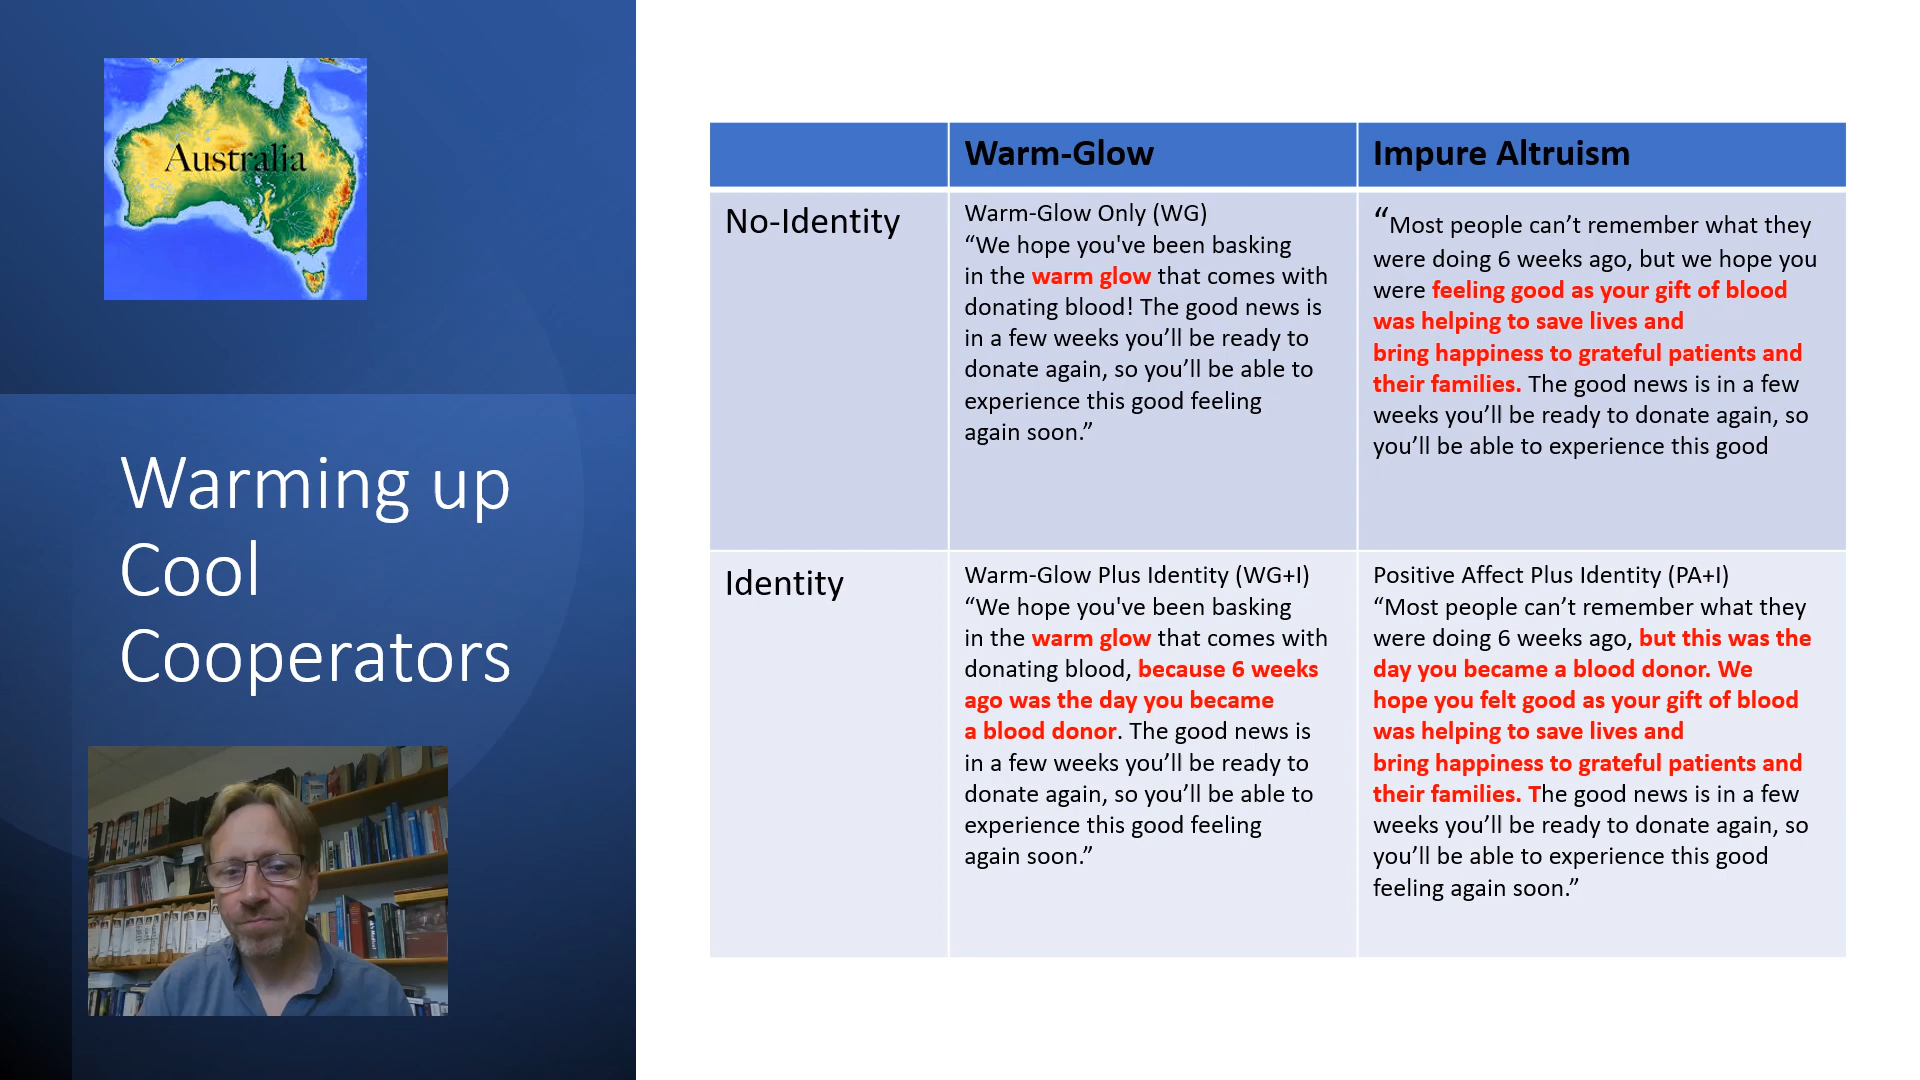 Australia
Warming up
Cool
Cooperators
Warm-Glow
Impure Altruism
No-Identity
Warm-Glow Only (WG)
“We hope you've been basking
in the warm glow that comes with
donating blood! The good news is
in a few weeks you’ll be ready to
donate again, so you’ll be able to
experience this good feeling
again soon.”
“Most people can’t remember what they
were doing 6 weeks ago, but we hope you
were feeling good as your gift of blood
was helping to save lives and
bring happiness to grateful patients and
their families. The good news is in a few
weeks you’ll be ready to donate again, so
you’ll be able to experience this good
Identity
Warm-Glow Plus Identity (WG+I)
“We hope you've been basking
in the warm glow that comes with
donating blood, because 6 weeks
ago was the day you became
a blood donor. The good news is
in a few weeks you’ll be ready to
donate again, so you’ll be able to
experience this good feeling
again soon.”
Positive Affect Plus Identity (PA+I)
“Most people can’t remember what they
were doing 6 weeks ago, but this was the
day you became a blood donor. We
hope you felt good as your gift of blood
was helping to save lives and
bring happiness to grateful patients and
their families. The good news is in a few
weeks you’ll be ready to donate again, so
you’ll be able to experience this good
feeling again soon.”